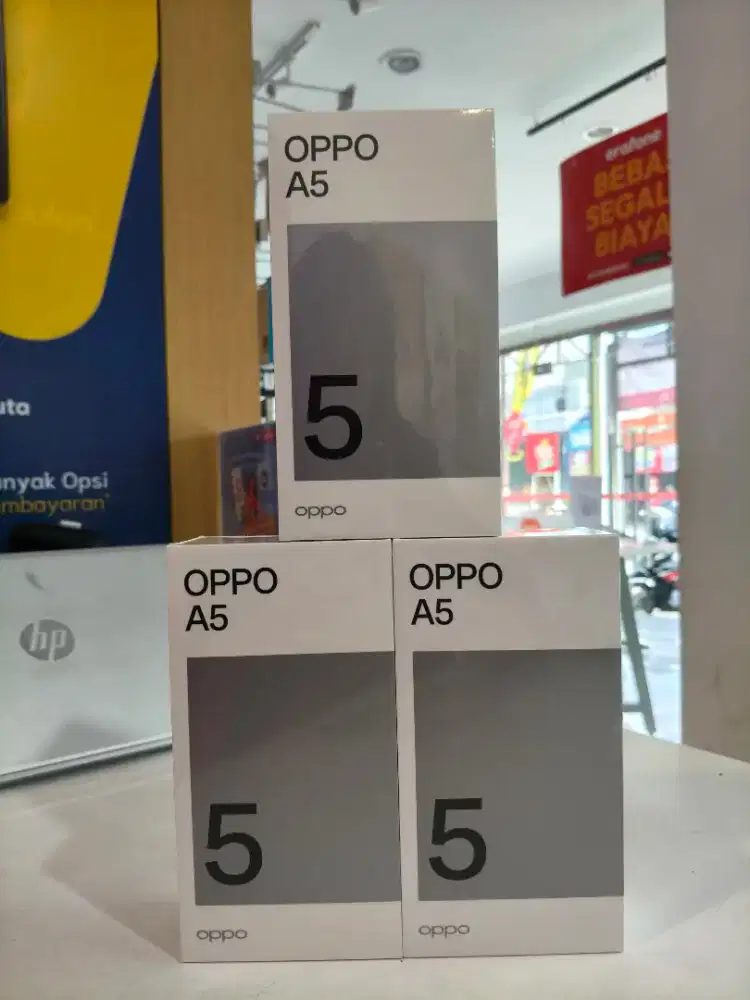 OPPO
A5
5
oppo
OPPO
A5
5
oppo
OPPO
A5
5
oppo
erafone
BEBA
SEGAL
BIAYA
uta
anyak Opsi
mbayaran
hp